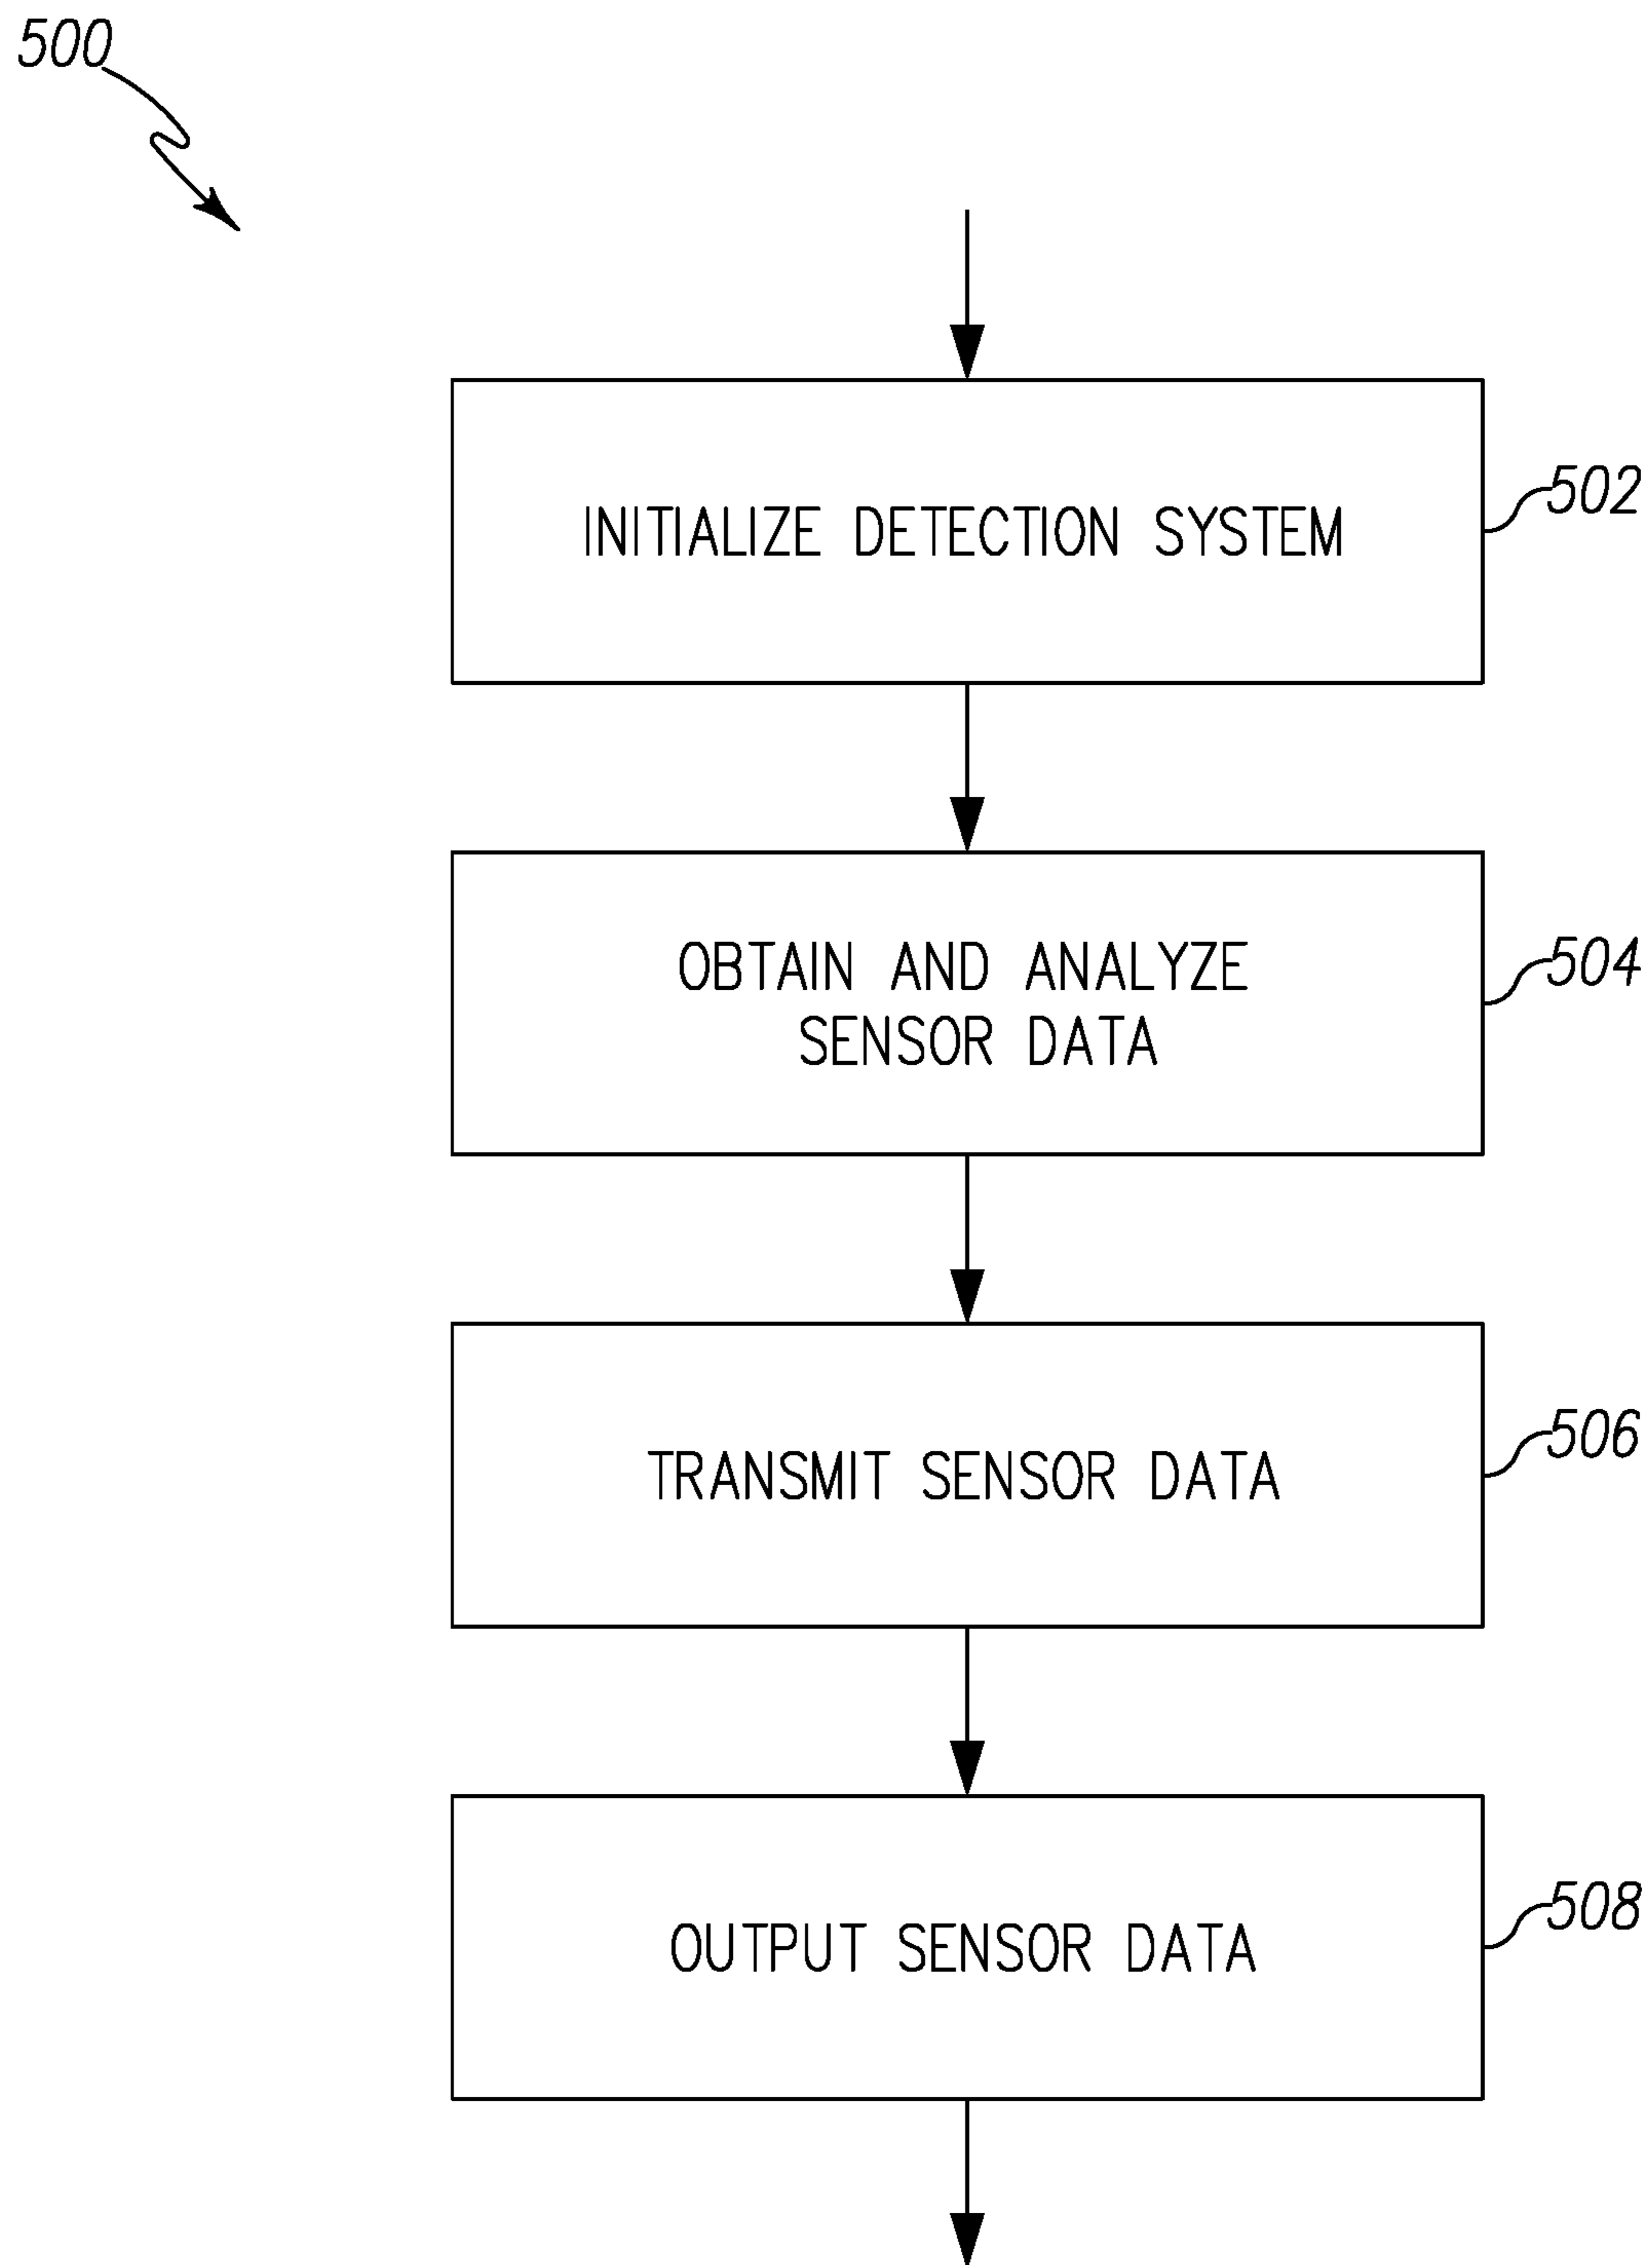 500
INITIALIZE DETECTION SYSTEM
502
OBTAIN AND ANALYZE
SENSOR DATA
504
TRANSMIT SENSOR DATA
506
OUTPUT SENSOR DATA
508